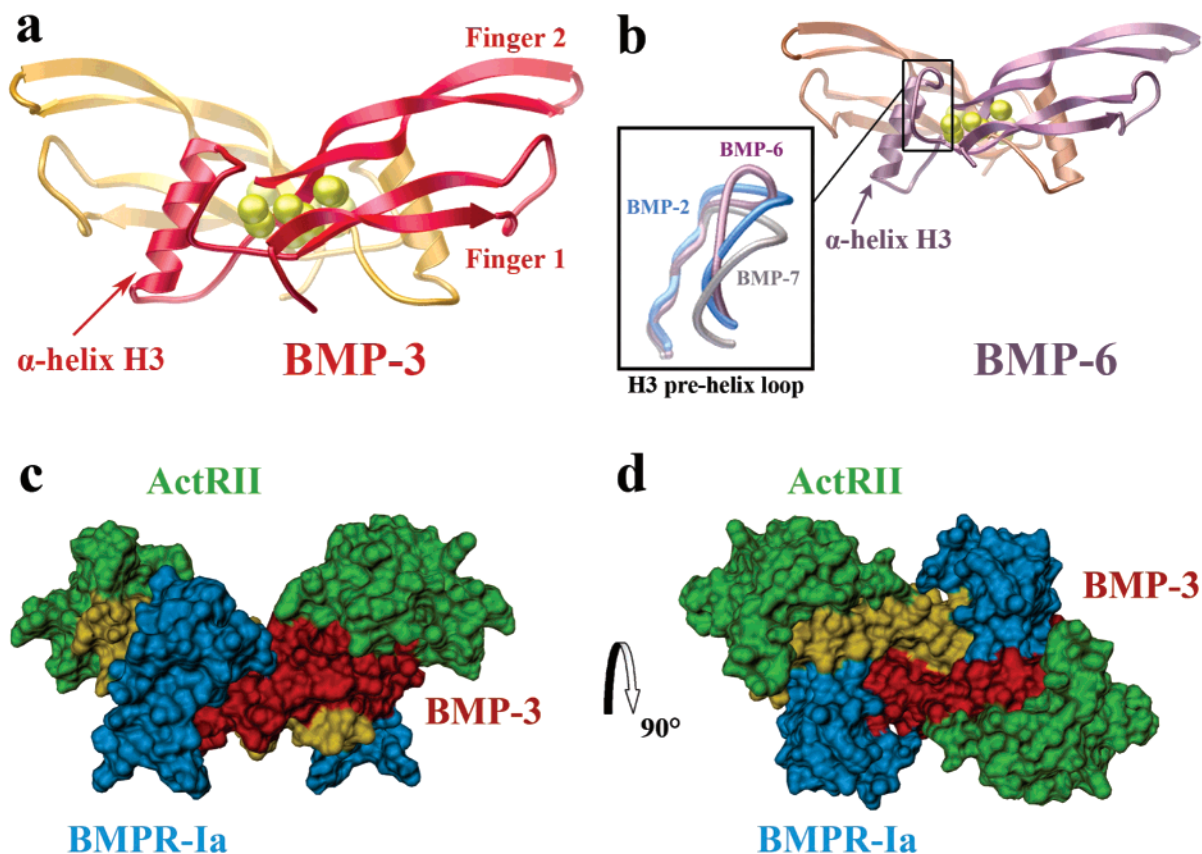 a
Finger 2
Finger 1
α-helix H3
BMP-3
b
BMP-6
BMP-2
BMP-7
H3 pre-helix loop
α-helix H3
BMP-6
c
ActRII
BMP-3
BMPR-Ia
90°
d
ActRII
BMP-3
BMPR-Ia